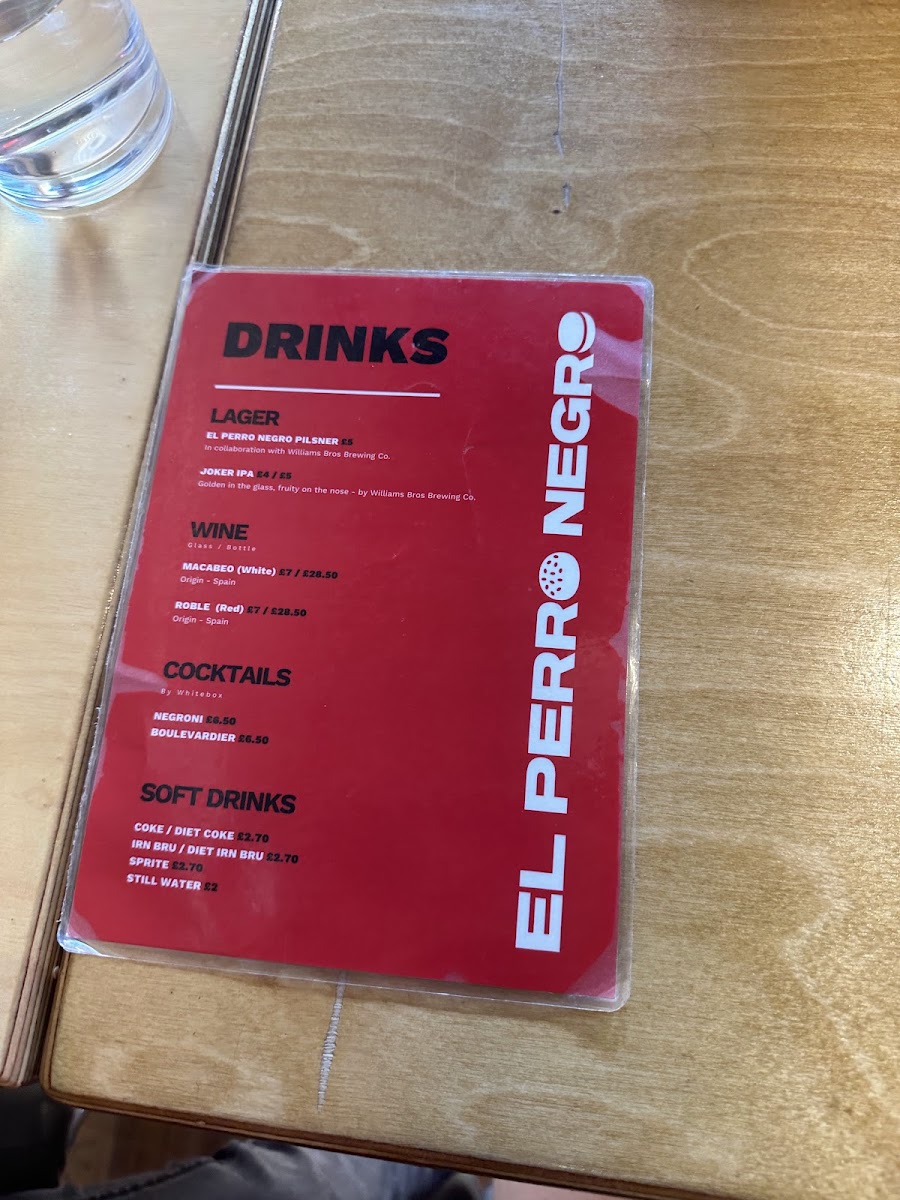 DRINKS
LAGER
EL PERRO NEGRO PILSNER £5
In collaboration with Williams Bros Brewing Co.
JOKER IPA £4 / £5
Golden in the glass, fruity on the nose - by Williams Bros Brewing Co.
WINE
Glass / Bottle
MACABEO (White) £7 / £28.50
Origin - Spain
ROBLE (Red) £7 / £28.50
Origin - Spain
COCKTAILS
By Whitebox
NEGRONI £6.50
BOULEVARDIER £6.50
SOFT DRINKS
COKE / DIET COKE £2.70
IRN BRU / DIET IRN BRU £2.70
SPRITE £2.70
STILL WATER £2
EL PERRO NEGRO